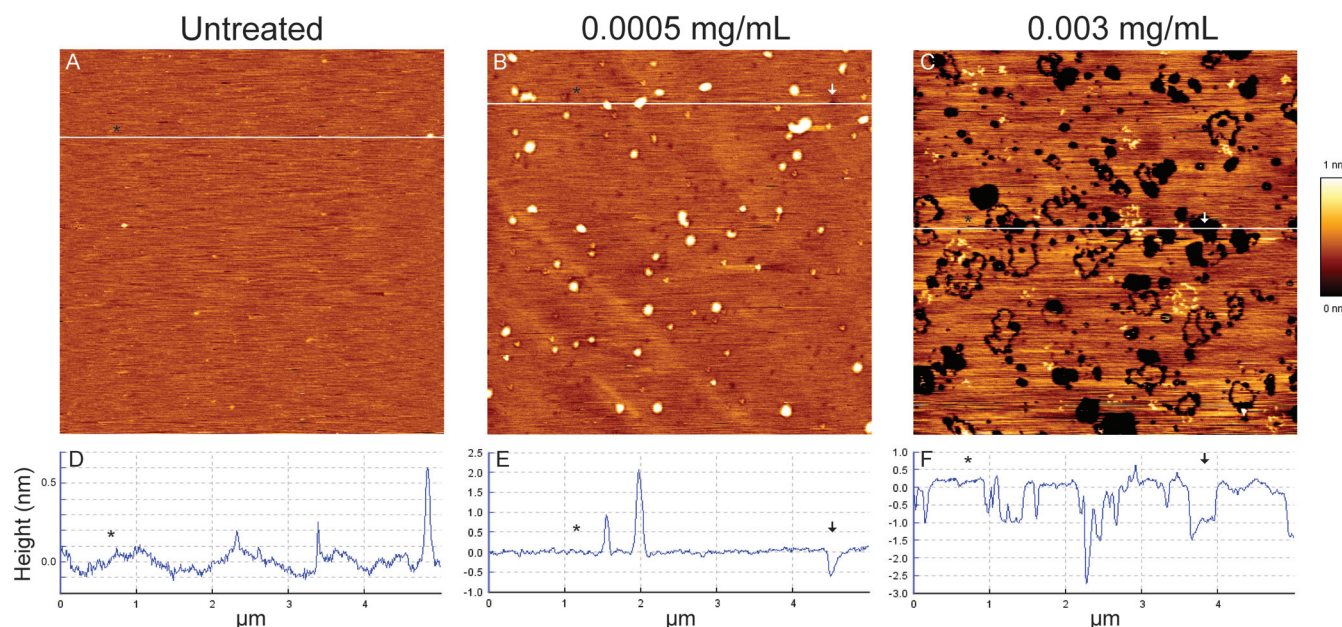 Untreated 0.0005 mg/mL 0.003 mg/mL
A B C
* * *
1 nm
0 nm
D E F
Height (nm)
0.5
0.0
0 1 2 3 4
µm
2.5
2.0
1.5
1.0
0.5
0.0
-0.5
-1.0
0 1 2 3 4
µm
1.0
0.5
0.0
-0.5
-1.0
-1.5
-2.0
-2.5
-3.0
0 1 2 3 4
µm
* * *